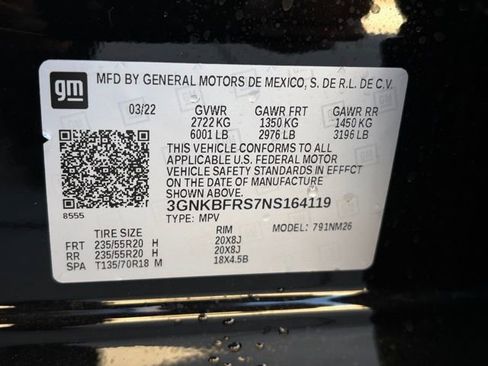 gm
MFD BY GENERAL MOTORS DE MEXICO, S. DE R.L. DE C.V.
03/22 GVWR GAWR FRT GAWR RR
2722 KG 1350 KG 1450 KG
6001 LB 2976 LB 3196 LB
THIS VEHICLE CONFORMS TO ALL
APPLICABLE U.S. FEDERAL MOTOR
VEHICLE SAFETY STANDARDS IN EFFFCT
ON THE DATE OF MANUFACTURE
SHOWN ABOVE.
8555
3GNKBFRS7NS164119
TYPE: MPV MODEL: 791NM26
TIRE SIZE RIM
FRT 235/55R20 H 20X8J
RR 235/55R20 H 20X8J
SPA T135/70R18 M 18X4.5B